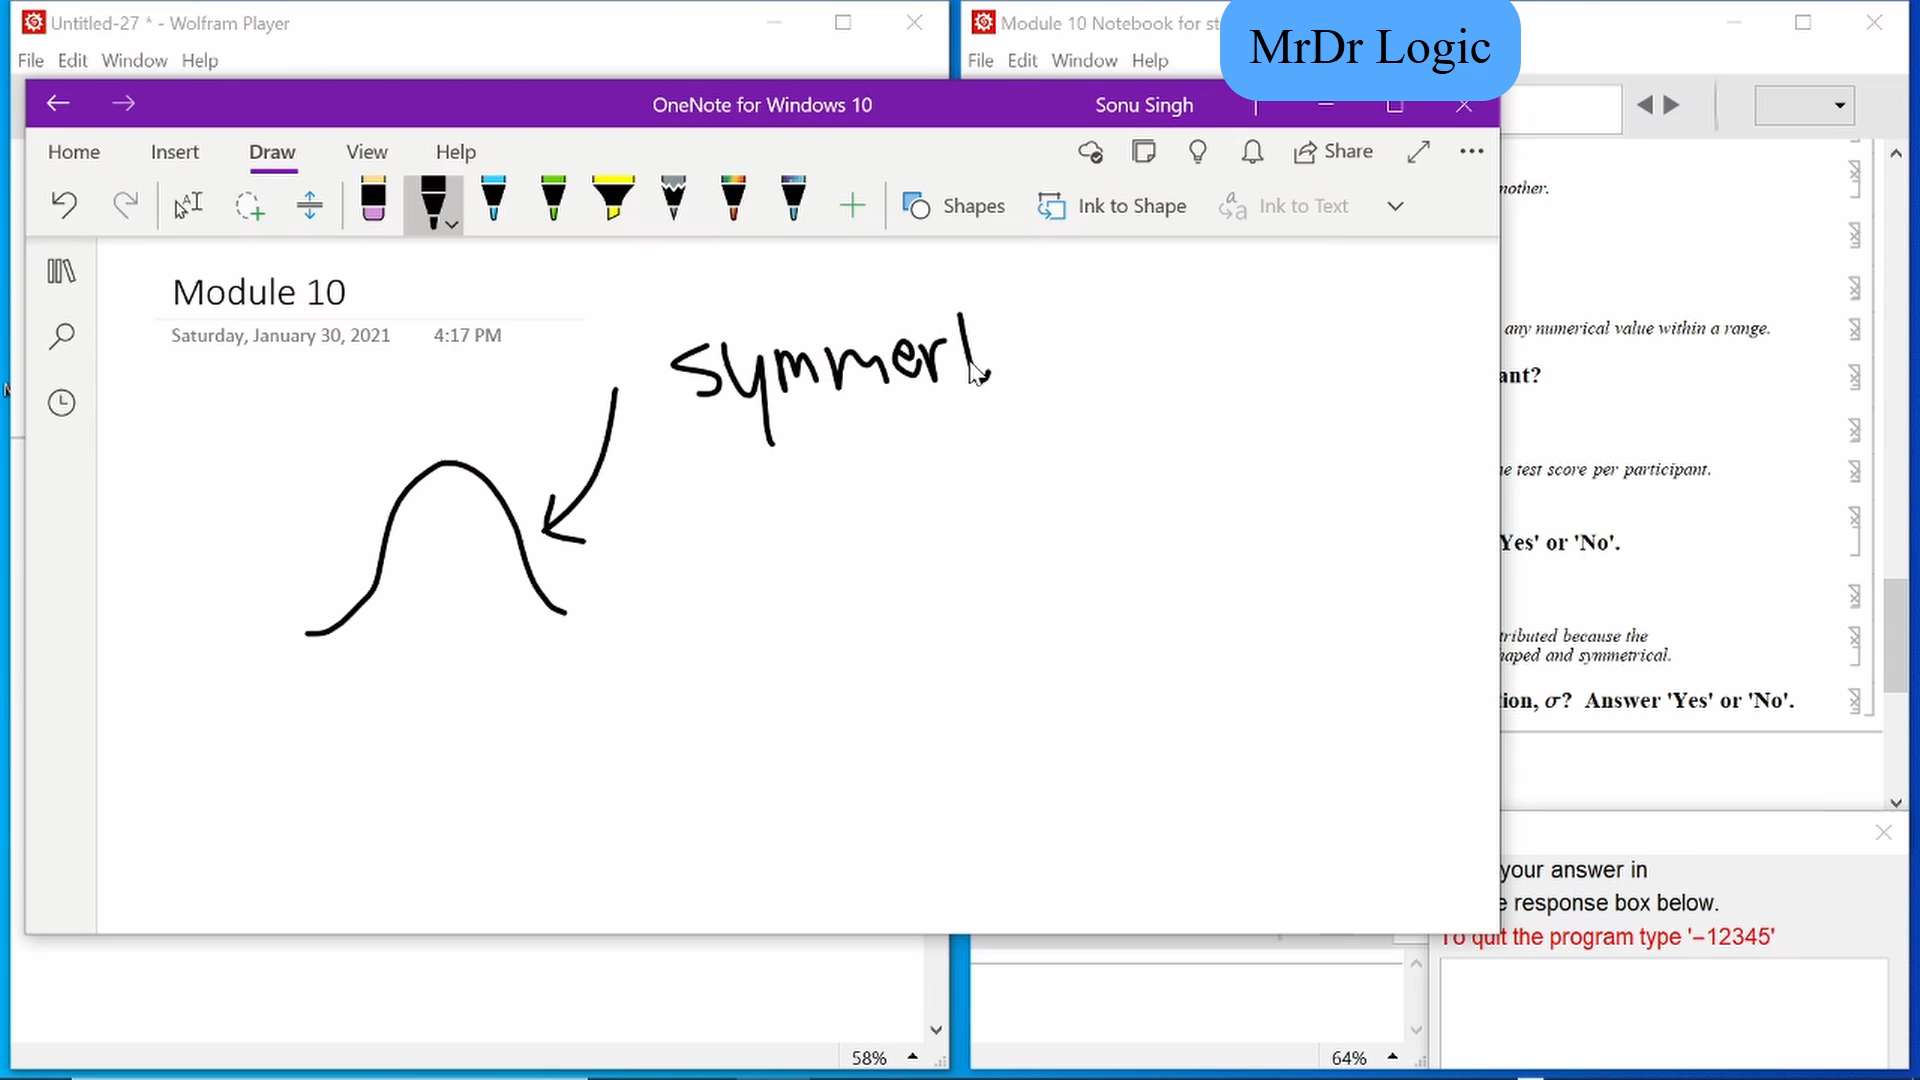 Untitled-27 * - Wolfram Player
File Edit Window Help
Module 10 Notebook for st
MrDr Logic
File Edit Window Help
OneNote for Windows 10
Sonu Singh
Home Insert Draw View Help
Share
Shapes Ink to Shape Ink to Text
Module 10
Saturday, January 30, 2021 4:17 PM
symmert
nother.
any numerical value within a range.
ant?
e test score per participant.
Yes' or 'No'.
tributed because the
haped and symmetrical.
tion, σ? Answer 'Yes' or 'No'.
your answer in
e response box below.
To quit the program type '–12345'
58%
64%